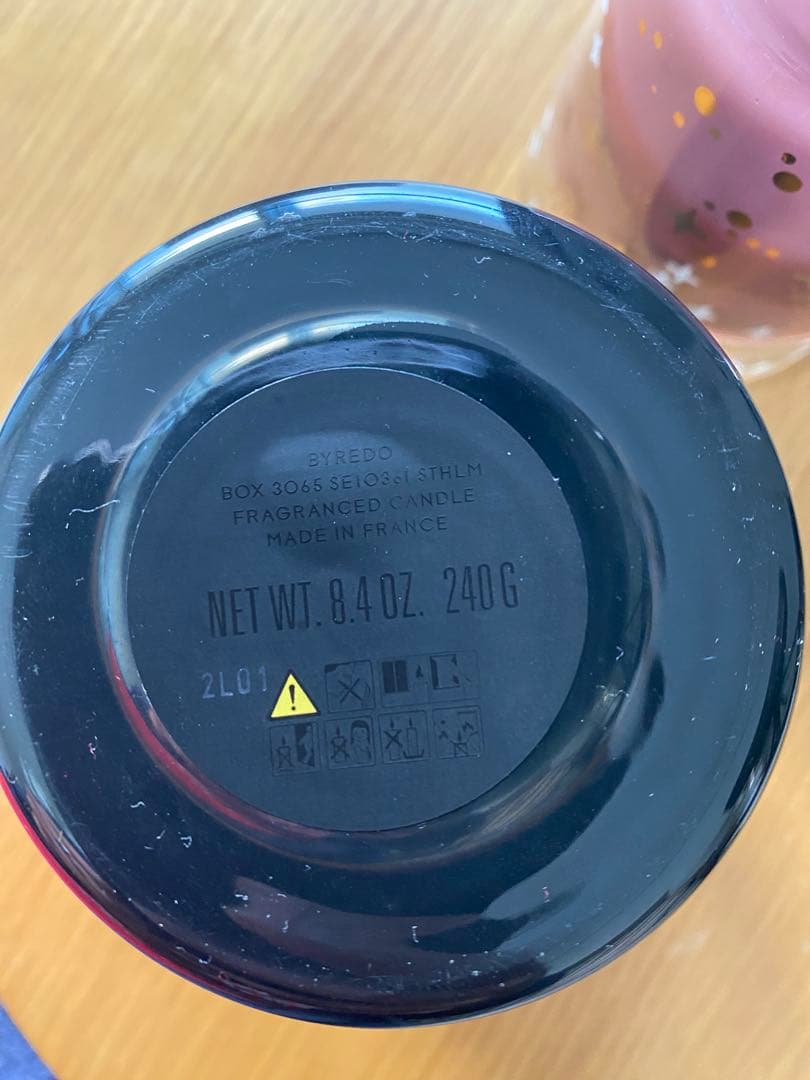 BYREDO
BOX 3065 SE10361 STHLM
FRAGRANCED CANDLE
MADE IN FRANCE
NET WT. 8.4 OZ. 240 G
2L01